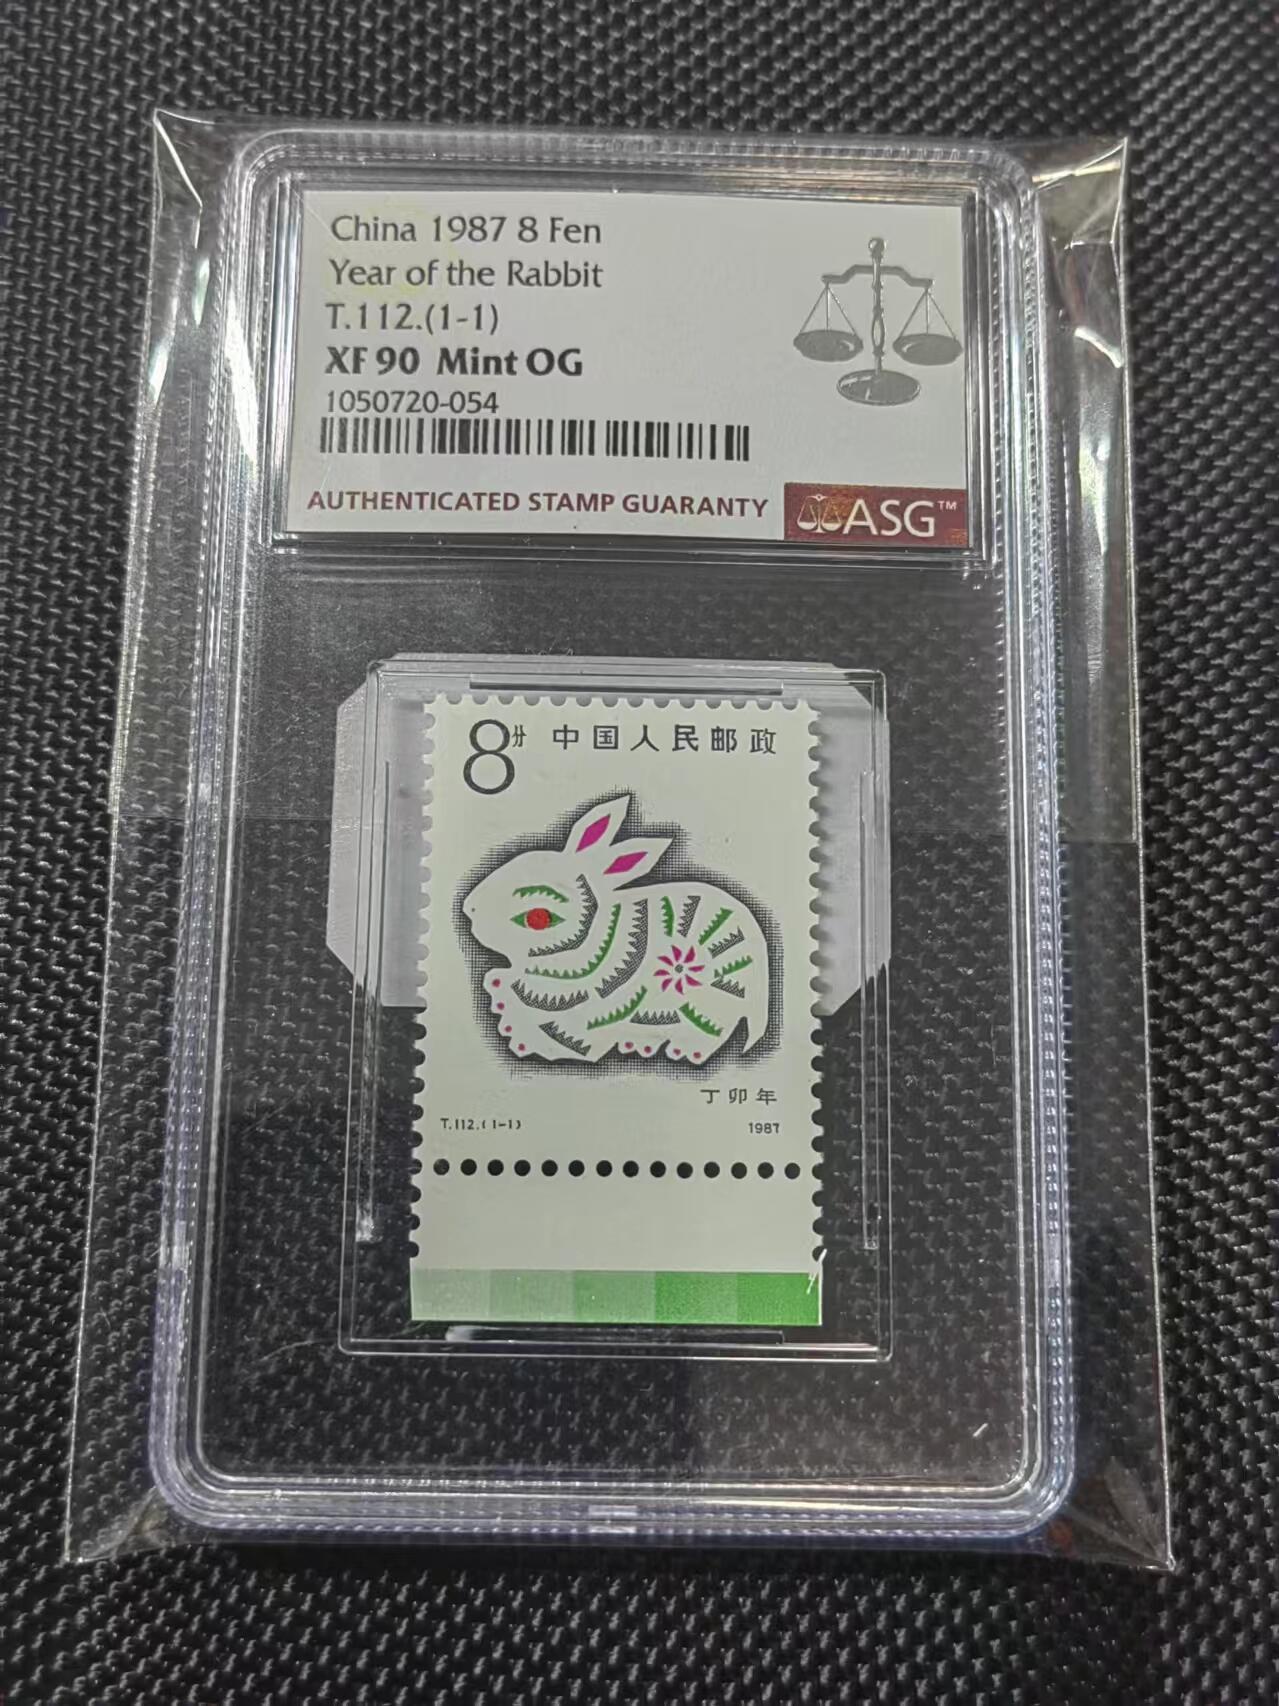 China 1987 8 Fen
Year of the Rabbit
T.112.(1-1)
XF 90 Mint OG
1050720-054
AUTHENTICATED STAMP GUARANTY
ASG™
8分 中国人民邮政
丁卯年
T.112.(1-1)
1987